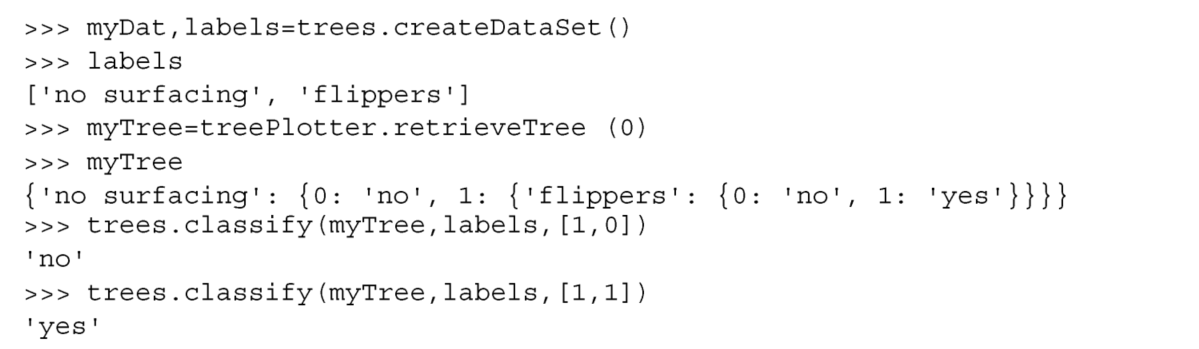 >>> myDat,labels=trees.createDataSet()
>>> labels
['no surfacing', 'flippers']
>>> myTree=treePlotter.retrieveTree (0)
>>> myTree
{'no surfacing': {0: 'no', 1: {'flippers': {0: 'no', 1: 'yes'}}}}
>>> trees.classify(myTree,labels,[1,0])
'no'
>>> trees.classify(myTree,labels,[1,1])
'yes'